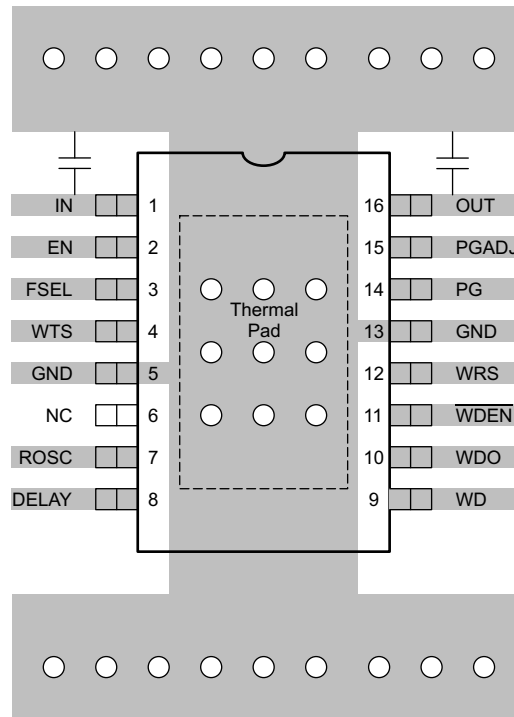 IN 1 16 OUT
EN 2 15 PGADJ
FSEL 3 14 PG
Thermal
Pad
WTS 4 13 GND
GND 5 12 WRS
NC 6 11 WDEN
ROSC 7 10 WDO
DELAY 8 9 WD